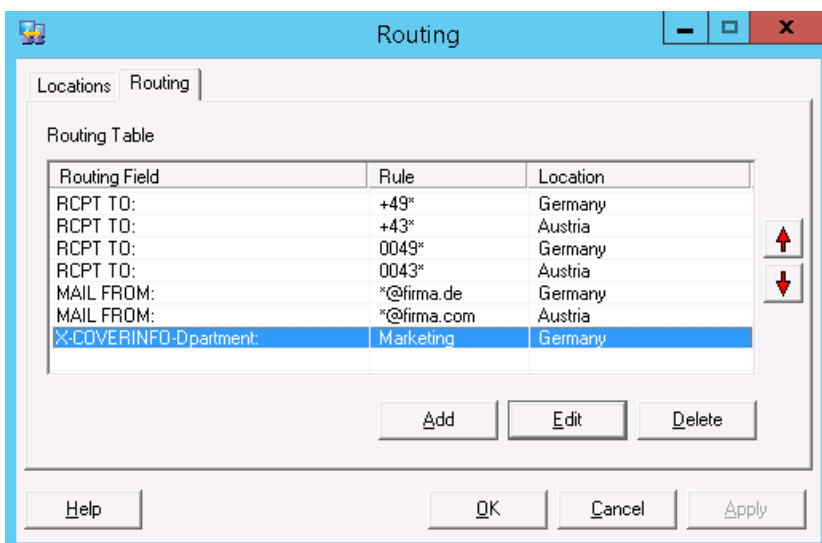 Routing
Locations Routing
Routing Table
Routing Field Rule Location
RCPT TO: +49* Germany
RCPT TO: +43* Austria
RCPT TO: 0049* Germany
RCPT TO: 0043* Austria
MAIL FROM: *@firma.de Germany
MAIL FROM: *@firma.com Austria
X-COVERINFO-Dpartment: Marketing Germany
Add Edit Delete
Help OK Cancel Apply